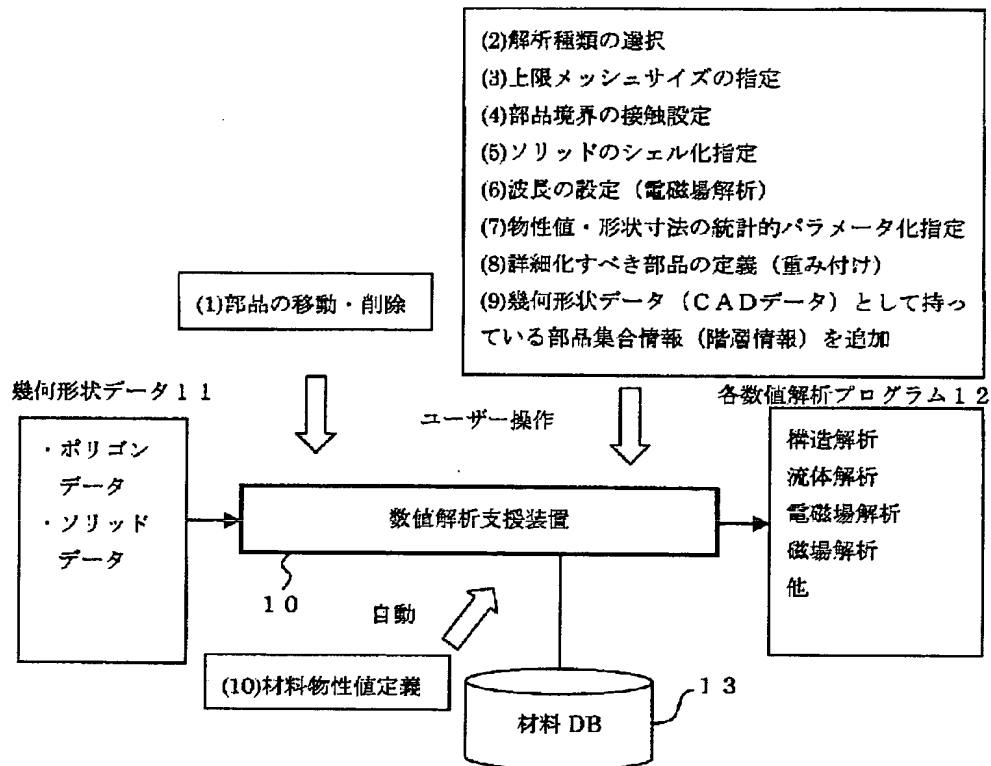 (2)解析種類の選択
(3)上限メッシュサイズの指定
(4)部品境界の接触設定
(5)ソリッドのシェル化指定
(6)波長の設定（電磁場解析）
(7)物性値・形状寸法の統計的パラメータ化指定
(8)詳細化すべき部品の定義（重み付け）
(9)幾何形状データ（ＣＡＤデータ）として持っ
ている部品集合情報（階層情報）を追加
(1)部品の移動・削除
幾何形状データ１１
ユーザー操作
各数値解析プログラム１２
・ポリゴン
データ
・ソリッド
データ
数値解析支援装置
構造解析
流体解析
電磁場解析
磁場解析
他
１０
自動
(10)材料物性値定義
材料 DB
１３